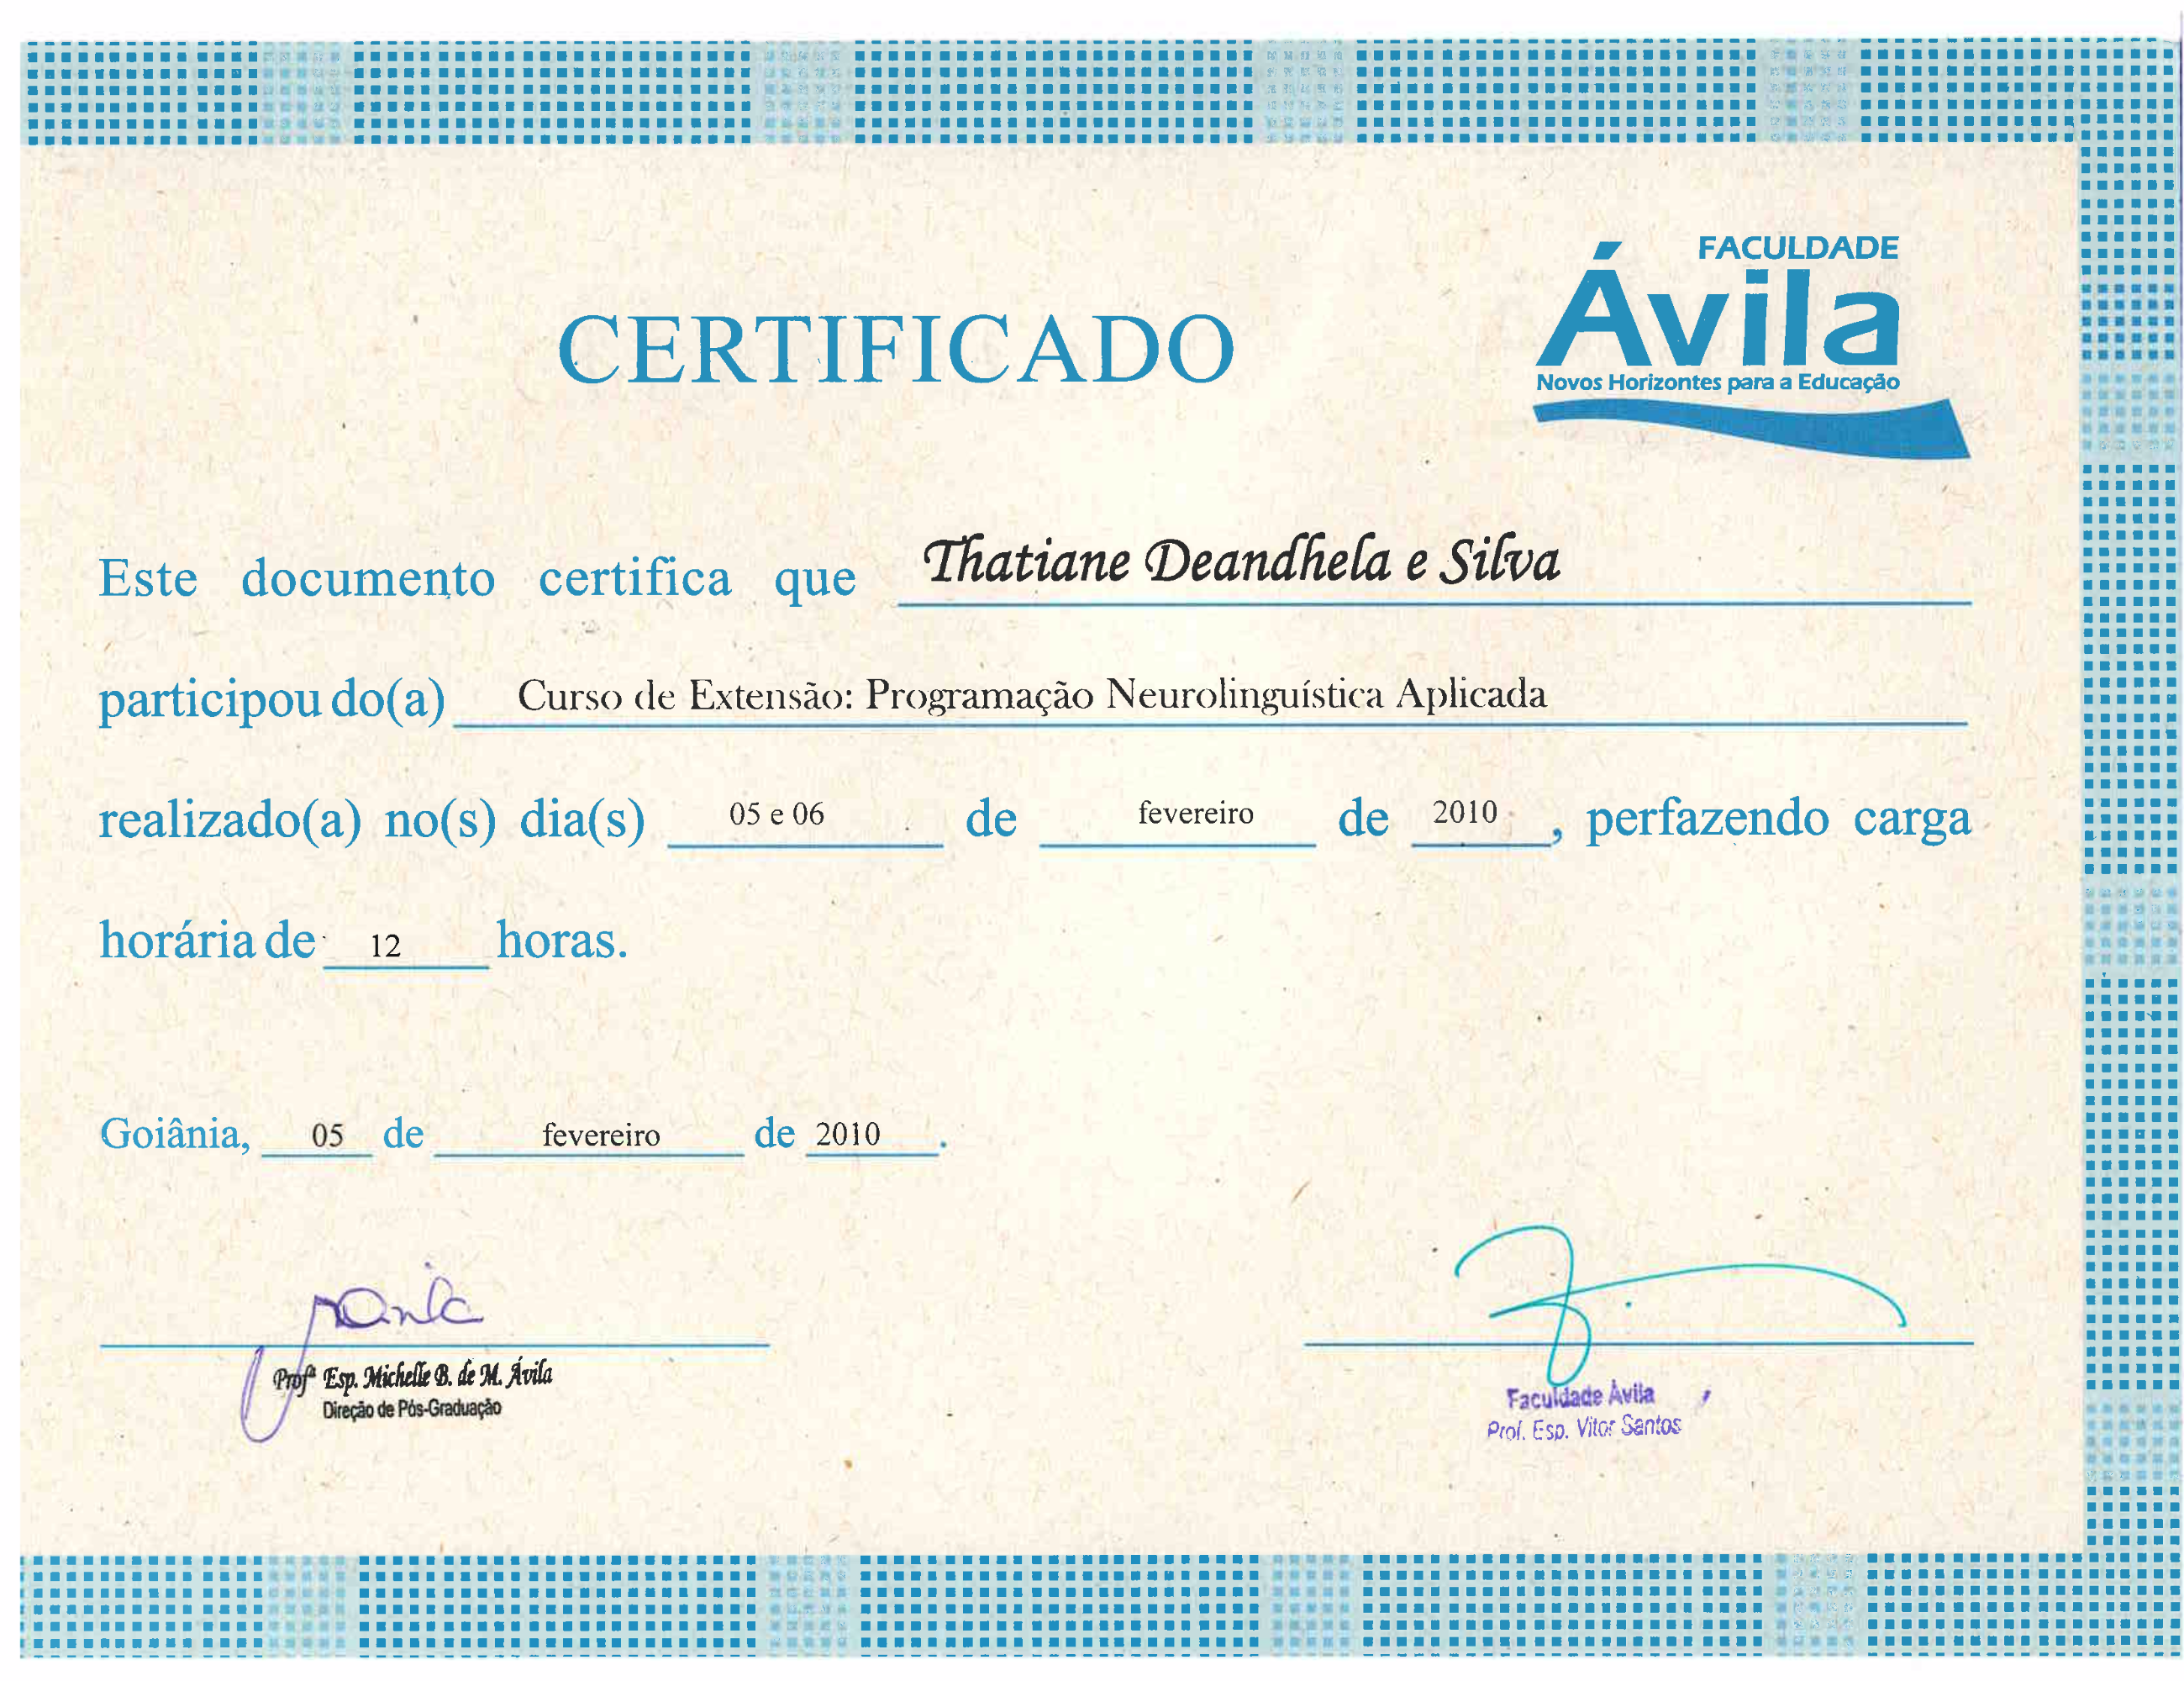 FACULDADE
Ávila
Novos Horizontes para a Educação
CERTIFICADO
Este documento certifica que Thatiane Deandhela e Silva
participou do(a) Curso de Extensão: Programação Neurolinguística Aplicada
realizado(a) no(s) dia(s) 05 e 06 de fevereiro de 2010, perfazendo carga
horária de 12 horas.
Goiânia, 05 de fevereiro de 2010.
Profª Esp. Michelle B. de M. Ávila
Direção de Pós-Graduação
Faculdade Ávila
Prof. Esp. Vitor Santos